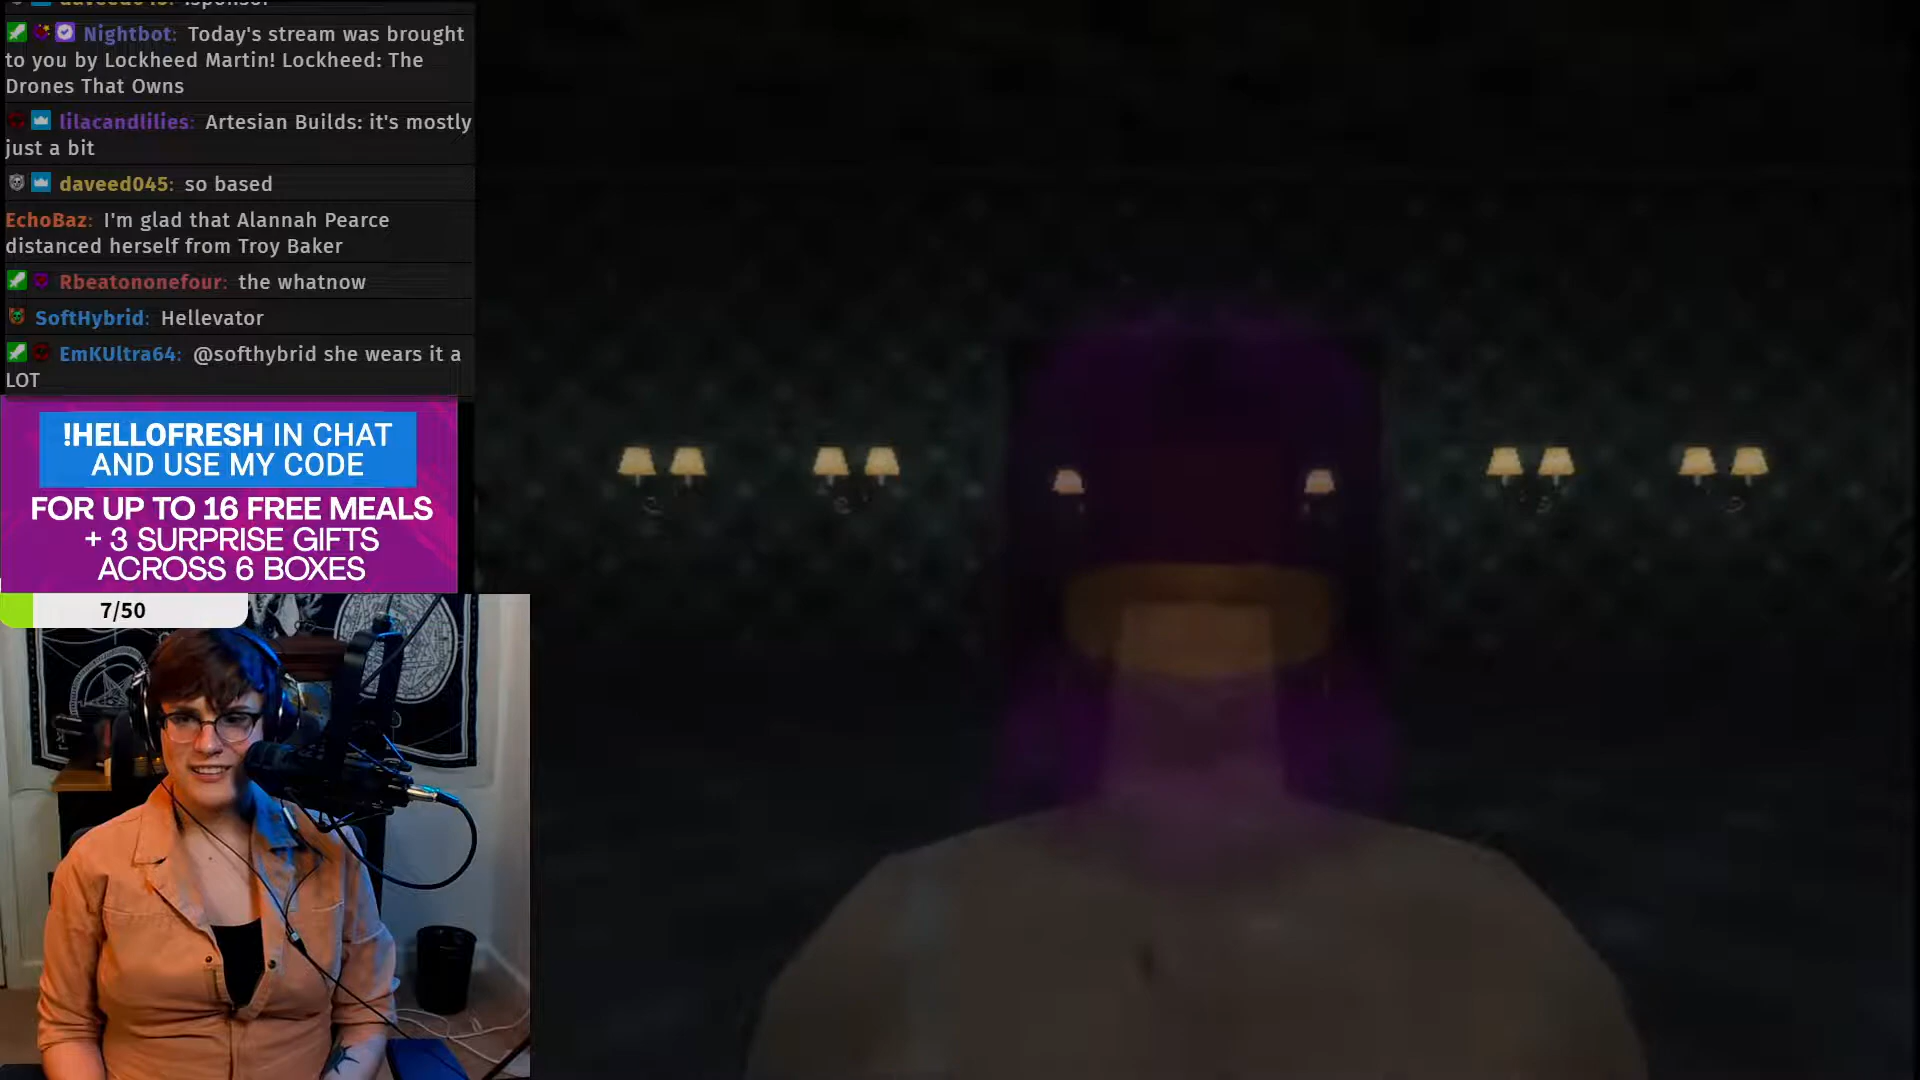 Nightbot: Today's stream was brought
to you by Lockheed Martin! Lockheed: The
Drones That Owns
lilacandlilies: Artesian Builds: it's mostly
just a bit
daveed045: so based
EchoBaz: I'm glad that Alannah Pearce
distanced herself from Troy Baker
Rbeatononefour: the whatnow
SoftHybrid: Hellevator
EmKUltra64: @softhybrid she wears it a
LOT
!HELLOFRESH IN CHAT
AND USE MY CODE
FOR UP TO 16 FREE MEALS
+ 3 SURPRISE GIFTS
ACROSS 6 BOXES
7/50